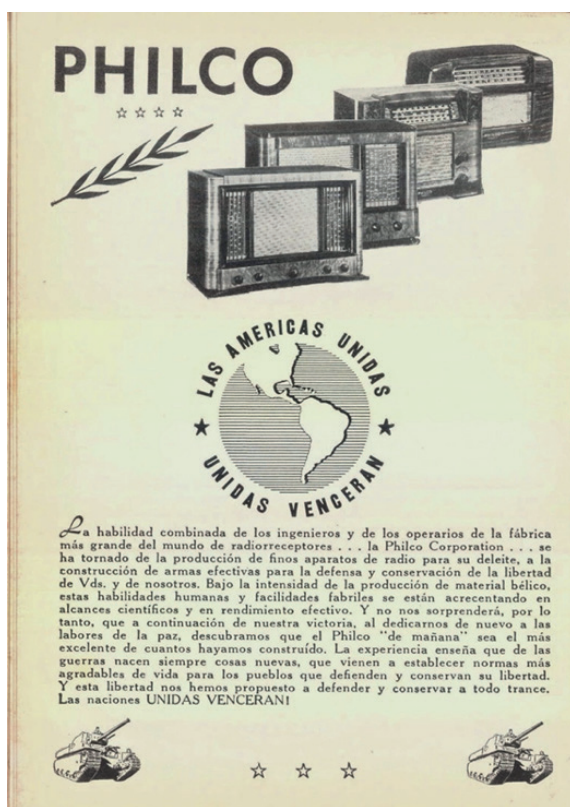 PHILCO
LAS AMERICAS UNIDAS
UNIDAS VENCERAN
La habilidad combinada de los ingenieros y de los operarios de la fábrica
más grande del mundo de radiorreceptores . . . la Philco Corporation . . . se
ha tornado de la producción de finos aparatos de radio para su deleite, a la
construcción de armas efectivas para la defensa y conservación de la libertad
de Vds. y de nosotros. Bajo la intensidad de la producción de material bélico,
estas habilidades humanas y facilidades fabriles se están acrecentando en
alcances científicos y en rendimiento efectivo. Y no nos sorprenderá, por lo
tanto, que a continuación de nuestra victoria, al dedicarnos de nuevo a las
labores de la paz, descubramos que el Philco "de mañana" sea el más
excelente de cuantos hayamos construído. La experiencia enseña que de las
guerras nacen siempre cosas nuevas, que vienen a establecer normas más
agradables de vida para los pueblos que defienden y conservan su libertad.
Y esta libertad nos hemos propuesto a defender y conservar a todo trance.
Las naciones UNIDAS VENCERAN!